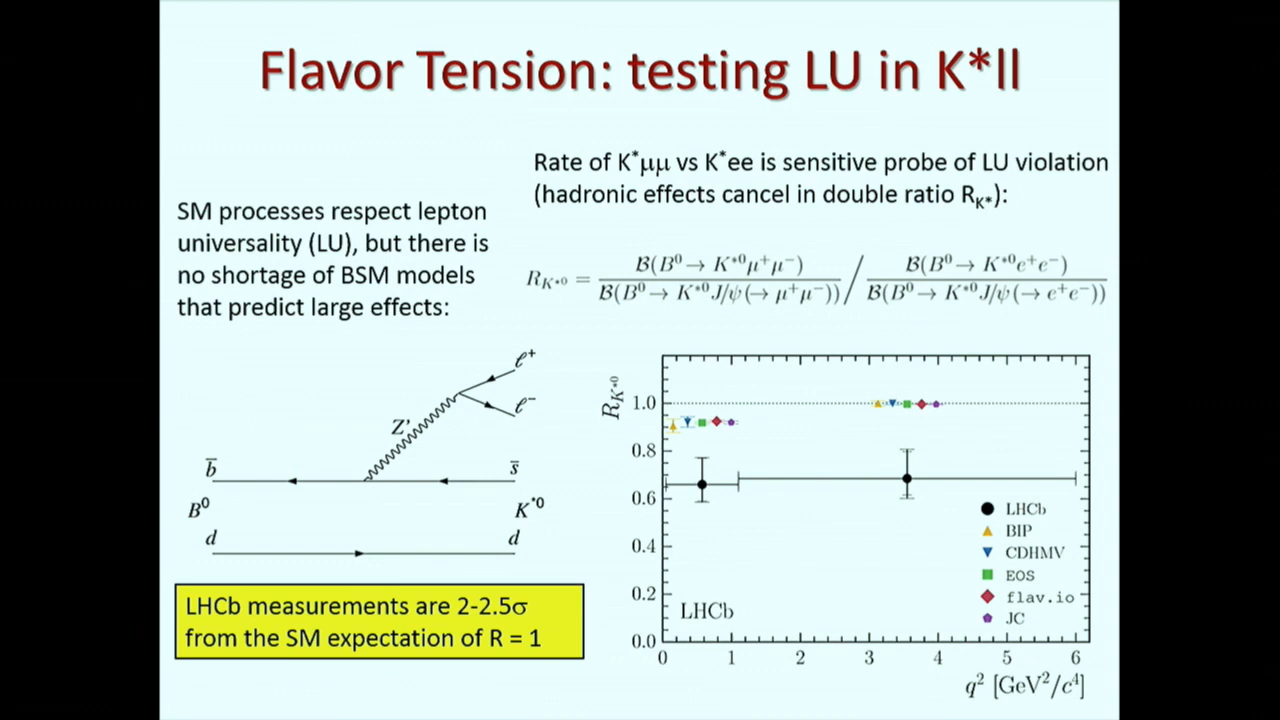 Flavor Tension: testing LU in K*ll
Rate of K*μμ vs K*ee is sensitive probe of LU violation
(hadronic effects cancel in double ratio R_K*):
SM processes respect lepton
universality (LU), but there is
no shortage of BSM models
that predict large effects:
R_K*0 = B(B⁰ → K*⁰μ⁺μ⁻) / B(B⁰ → K*⁰J/ψ(→ μ⁺μ⁻)) / B(B⁰ → K*⁰e⁺e⁻) / B(B⁰ → K*⁰J/ψ(→ e⁺e⁻))
ℓ⁺
ℓ⁻
Z'
b̅ s̅
B⁰ K*⁰
d d
LHCb measurements are 2-2.5σ
from the SM expectation of R = 1
R_K*0
1.0
0.8
0.6
0.4
0.2
0.0
LHCb
BIP
CDHMV
EOS
flav.io
JC
LHCb
0 1 2 3 4 5 6
q² [GeV²/c⁴]